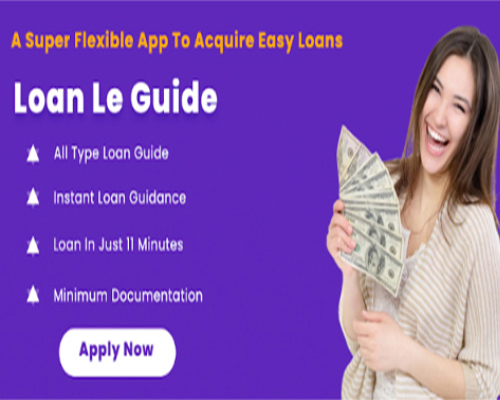 A Super Flexible App To Acquire Easy Loans
Loan Le Guide
All Type Loan Guide
Instant Loan Guidance
Loan In Just 11 Minutes
Minimum Documentation
Apply Now